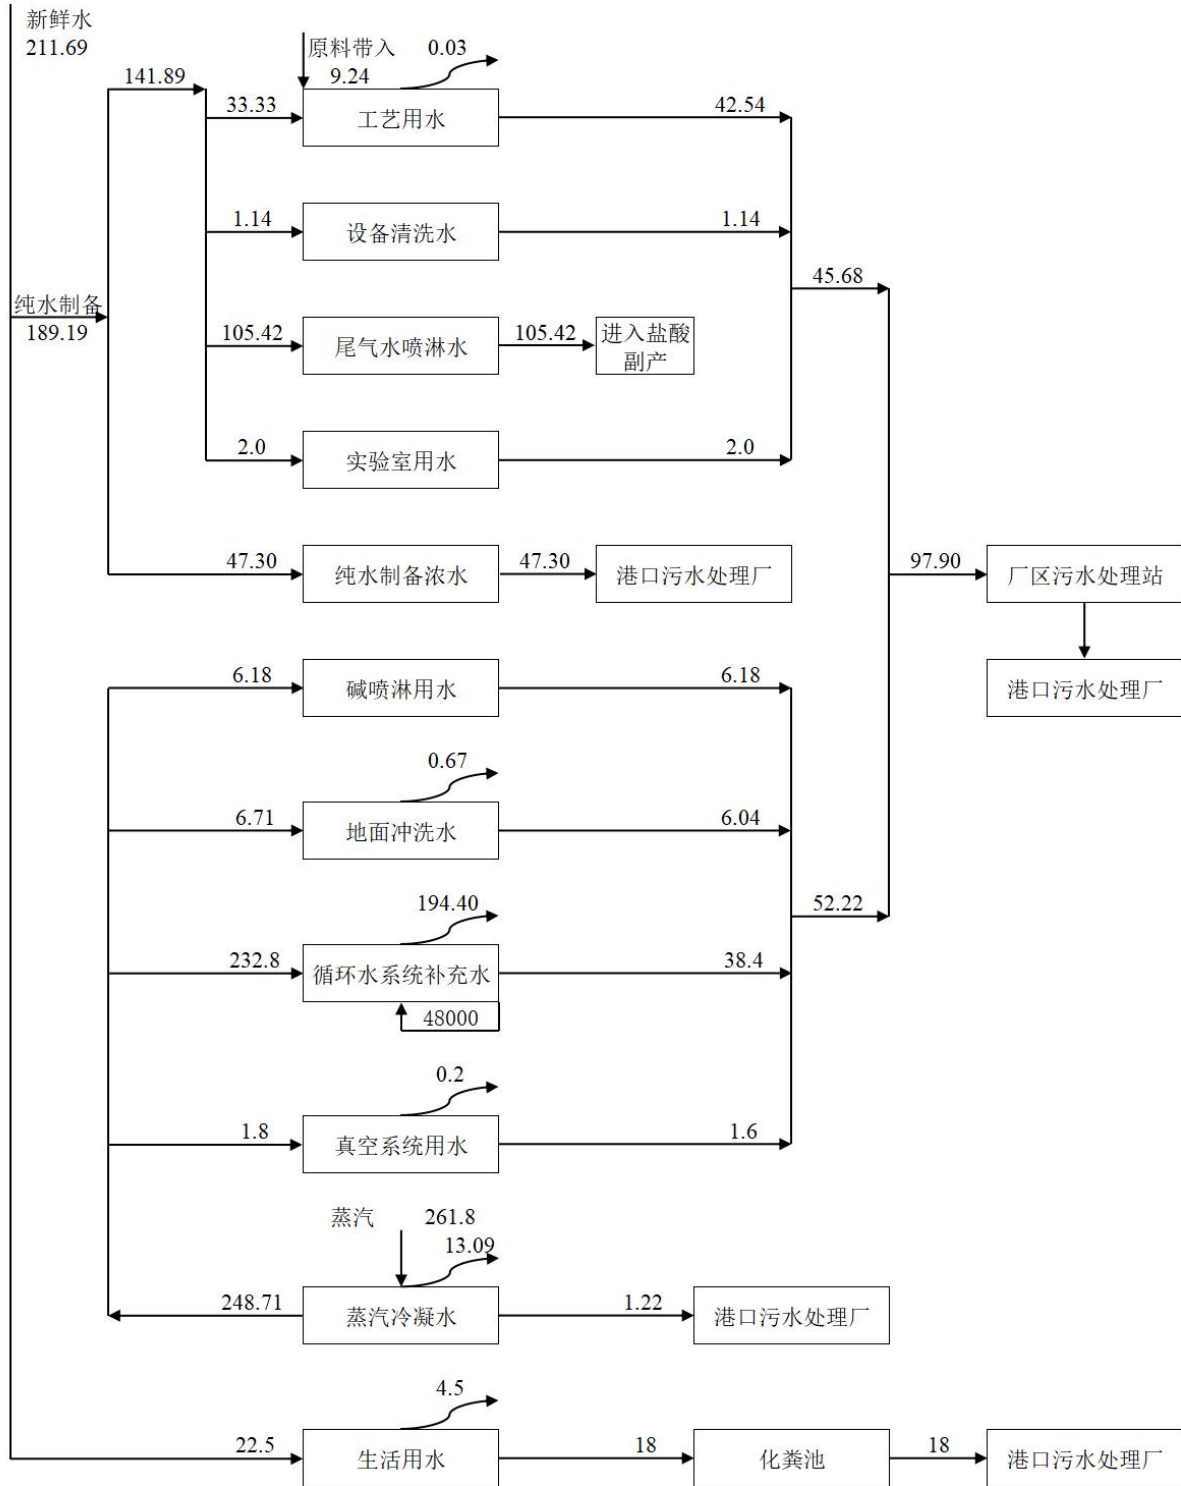 新鲜水
211.69
原料带入
0.03
9.24
141.89
33.33
工艺用水
42.54
1.14
设备清洗水
1.14
45.68
纯水制备
189.19
105.42
尾气水喷淋水
105.42
进入盐酸
副产
2.0
实验室用水
2.0
47.30
纯水制备浓水
47.30
港口污水处理厂
97.90
厂区污水处理站
6.18
碱喷淋用水
6.18
港口污水处理厂
0.67
6.71
地面冲洗水
6.04
194.40
52.22
232.8
循环水系统补充水
38.4
48000
0.2
1.8
真空系统用水
1.6
蒸汽
261.8
13.09
248.71
蒸汽冷凝水
1.22
港口污水处理厂
4.5
22.5
生活用水
18
化粪池
18
港口污水处理厂